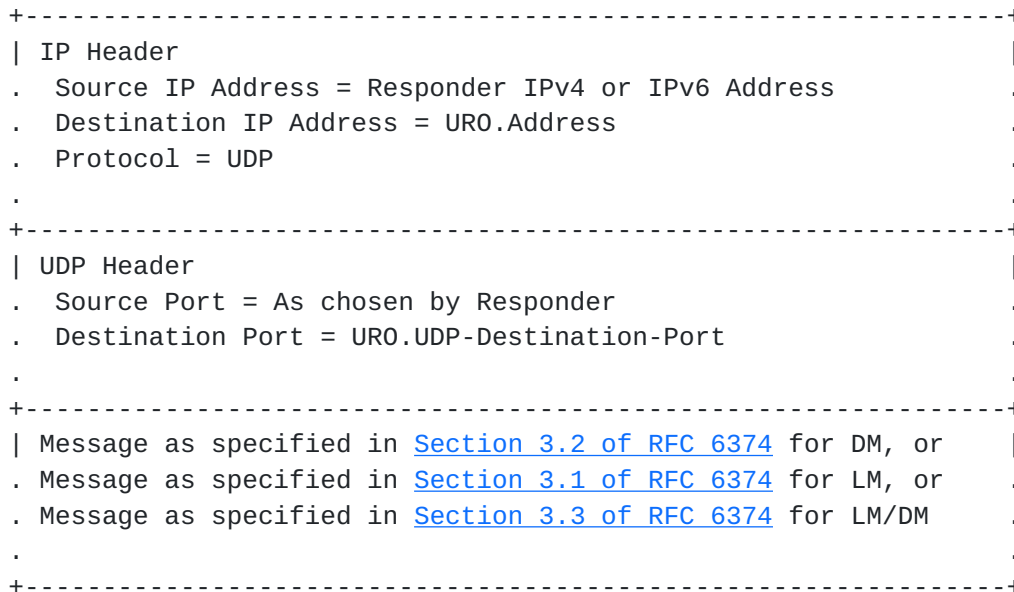 +---------------------------------------------------------------+
| IP Header                                                     |
.  Source IP Address = Responder IPv4 or IPv6 Address           .
.  Destination IP Address = URO.Address                         .
.  Protocol = UDP                                               .
.                                                               .
+---------------------------------------------------------------+
| UDP Header                                                    |
.  Source Port = As chosen by Responder                         .
.  Destination Port = URO.UDP-Destination-Port                  .
.                                                               .
+---------------------------------------------------------------+
| Message as specified in Section 3.2 of RFC 6374 for DM, or    |
. Message as specified in Section 3.1 of RFC 6374 for LM, or    .
. Message as specified in Section 3.3 of RFC 6374 for LM/DM     .
.                                                               .
+---------------------------------------------------------------+